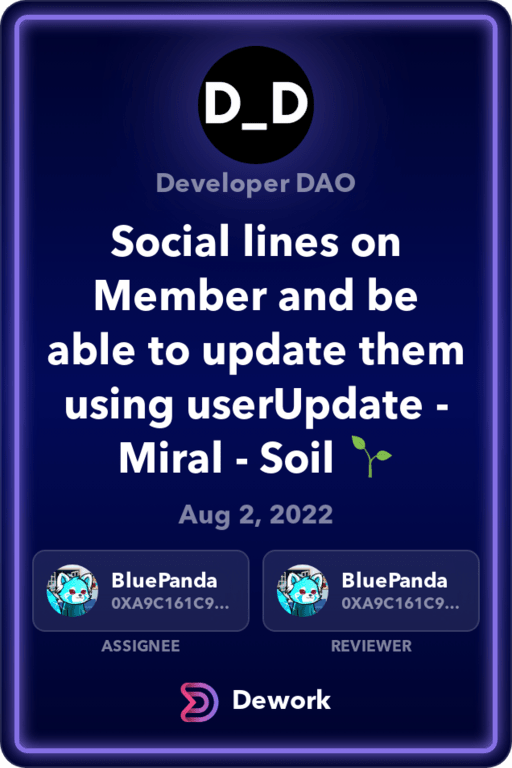 D_D
Developer DAO
Social lines on
Member and be
able to update them
using userUpdate -
Miral - Soil 🌱
Aug 2, 2022
BluePanda
0XA9C161C9...
ASSIGNEE
BluePanda
0XA9C161C9...
REVIEWER
Dework